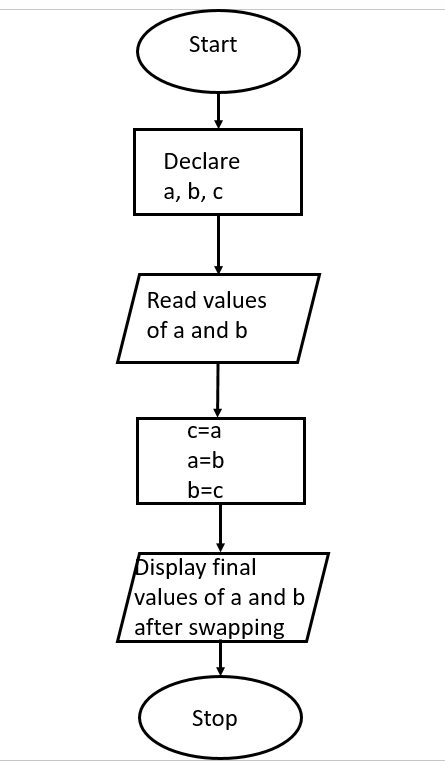 Start
Declare
a, b, c
Read values
of a and b
c=a
a=b
b=c
Display final
values of a and b
after swapping
Stop